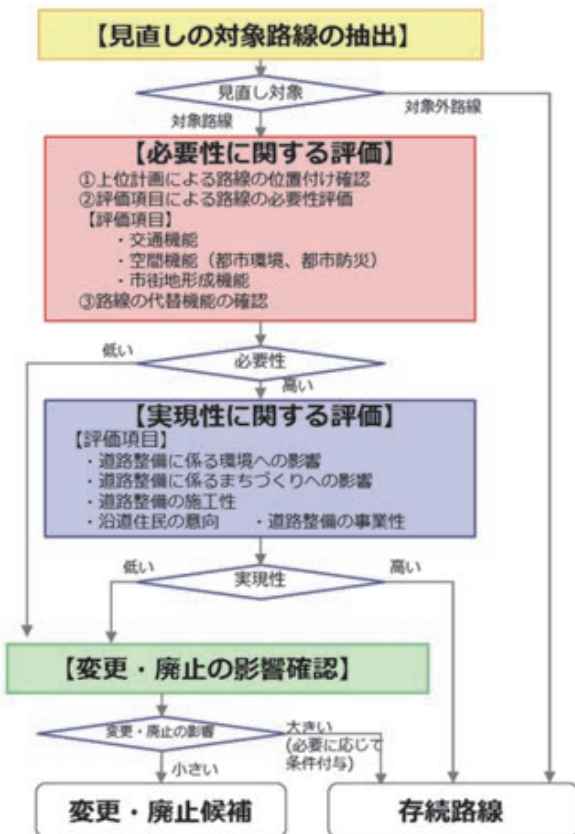 【見直しの対象路線の抽出】
見直し対象
対象路線
対象外路線
【必要性に関する評価】
①上位計画による路線の位置付け確認
②評価項目による路線の必要性評価
【評価項目】
・交通機能
・空間機能（都市環境、都市防災）
・市街地形成機能
③路線の代替機能の確認
低い
必要性
高い
【実現性に関する評価】
【評価項目】
・道路整備に係る環境への影響
・道路整備に係るまちづくりへの影響
・道路整備の施工性
・沿道住民の意向　・道路整備の事業性
低い
実現性
高い
【変更・廃止の影響確認】
変更・廃止の影響
大きい
(必要に応じて
条件付与)
小さい
変更・廃止候補
存続路線